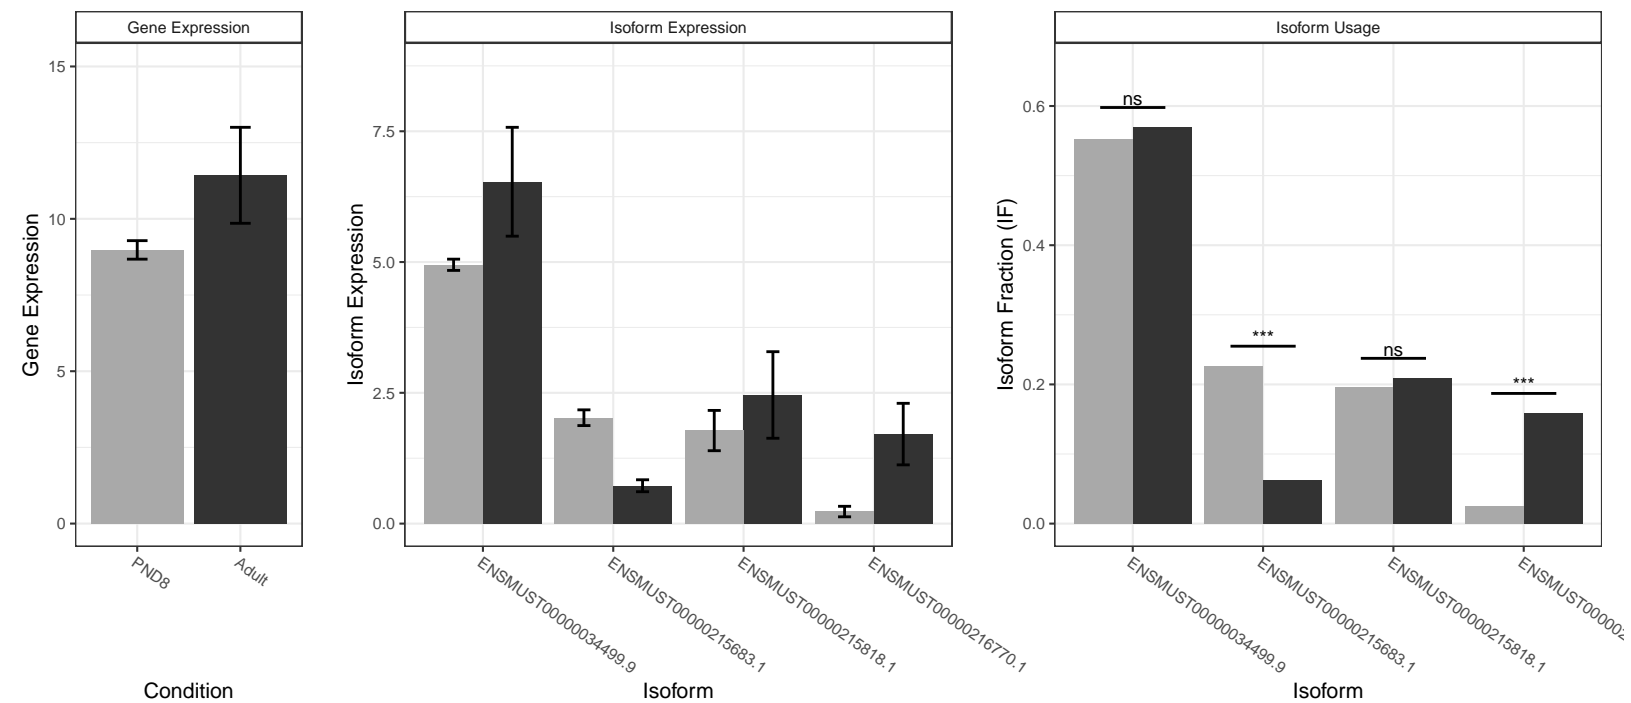 Gene Expression
Isoform Expression
Isoform Usage
Gene Expression
15
10
5
0
PND8
Adult
Condition
Isoform Expression
7.5
5.0
2.5
0.0
ENSMUST00000034499.9
ENSMUST00000215683.1
ENSMUST00000215818.1
ENSMUST00000216770.1
Isoform
Isoform Fraction (IF)
0.6
0.4
0.2
0.0
ns
***
ns
***
ENSMUST00000034499.9
ENSMUST00000215683.1
ENSMUST00000215818.1
Isoform